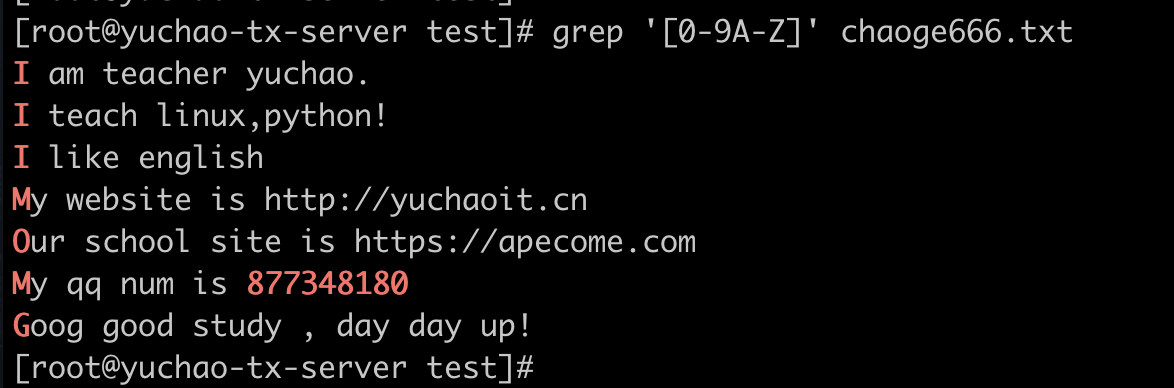 [root@yuchao-tx-server test]# grep '[0-9A-Z]' chaoge666.txt
I am teacher yuchao.
I teach linux,python!
I like english
My website is http://yuchaoit.cn
Our school site is https://apecome.com
My qq num is 877348180
Goog good study , day day up!
[root@yuchao-tx-server test]#